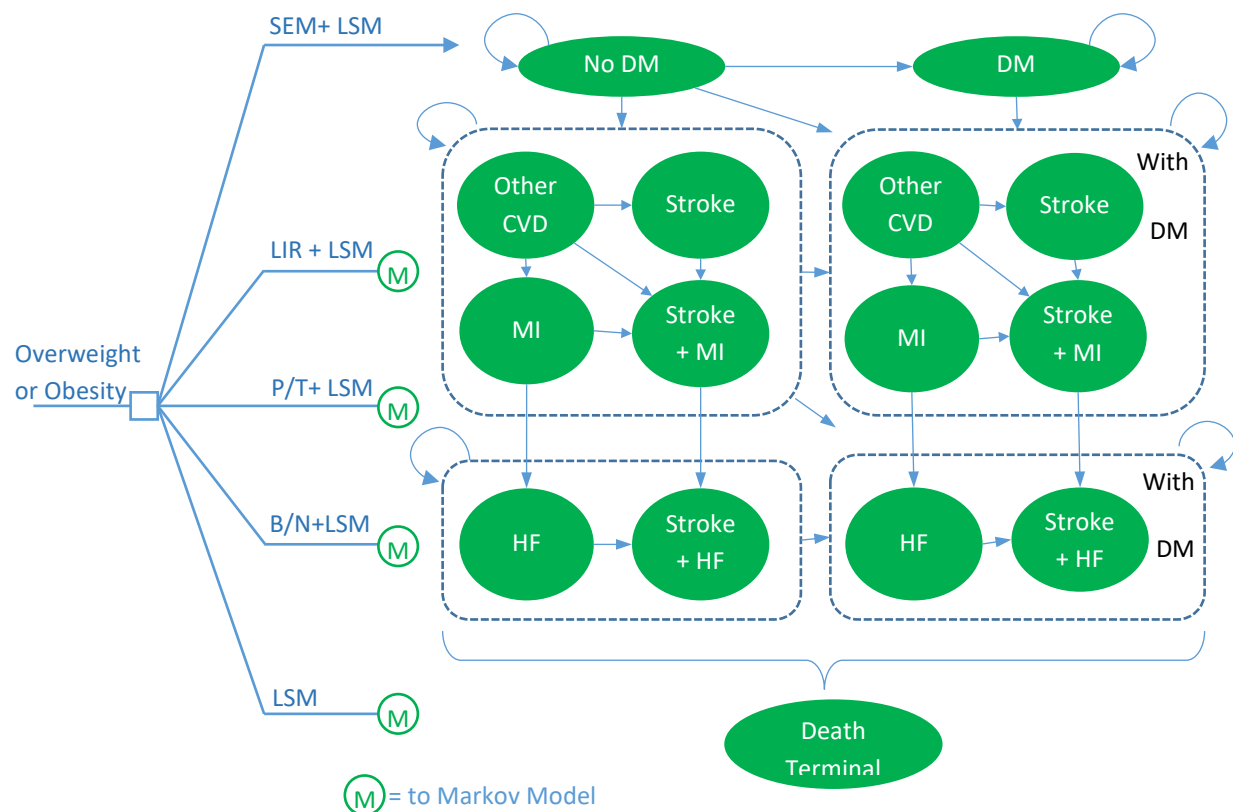 SEM+ LSM
No DM
DM
With
DM
Other
CVD
Stroke
Other
CVD
Stroke
LIR + LSM
M
MI
Stroke
+ MI
MI
Stroke
+ MI
Overweight
or Obesity
P/T+ LSM
M
B/N+LSM
M
HF
Stroke
+ HF
HF
Stroke
+ HF
With
DM
LSM
M
Death
Terminal
M = to Markov Model